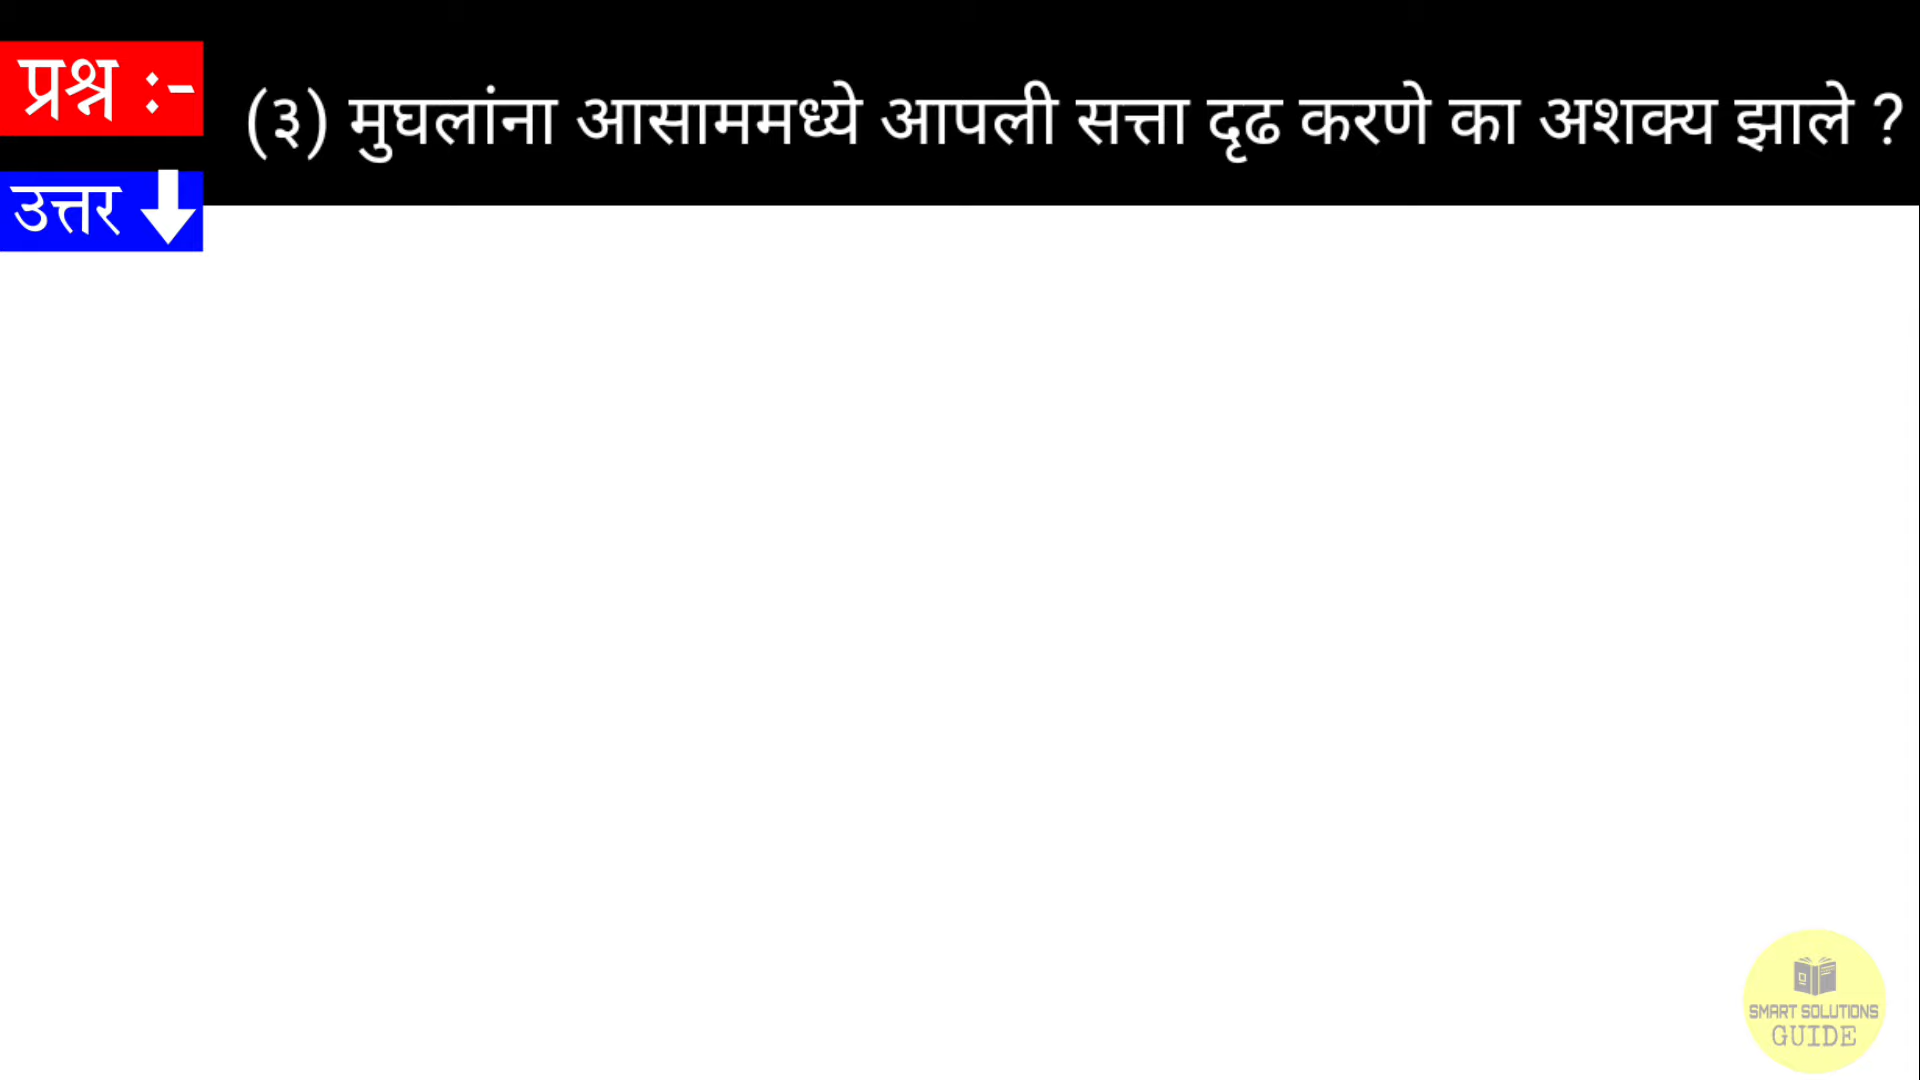 प्रश्न :-
(३) मुघलांना आसाममध्ये आपली सत्ता दृढ करणे का अशक्य झाले ?
उत्तर
SMART SOLUTIONS
GUIDE